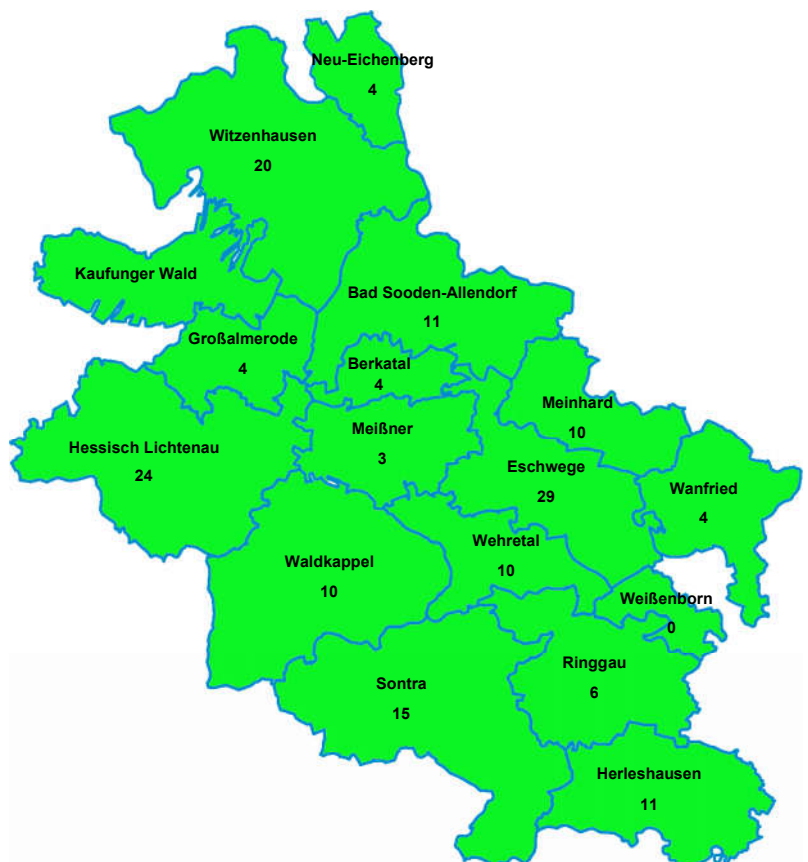 Neu-Eichenberg
4
Witzenhausen
20
Kaufunger Wald
Bad Sooden-Allendorf
11
Großalmerode
4
Berkatal
4
Meinhard
10
Meißner
3
Hessisch Lichtenau
24
Eschwege
29
Wanfried
4
Wehretal
10
Waldkappel
10
Weißenborn
0
Ringgau
6
Sontra
15
Herleshausen
11